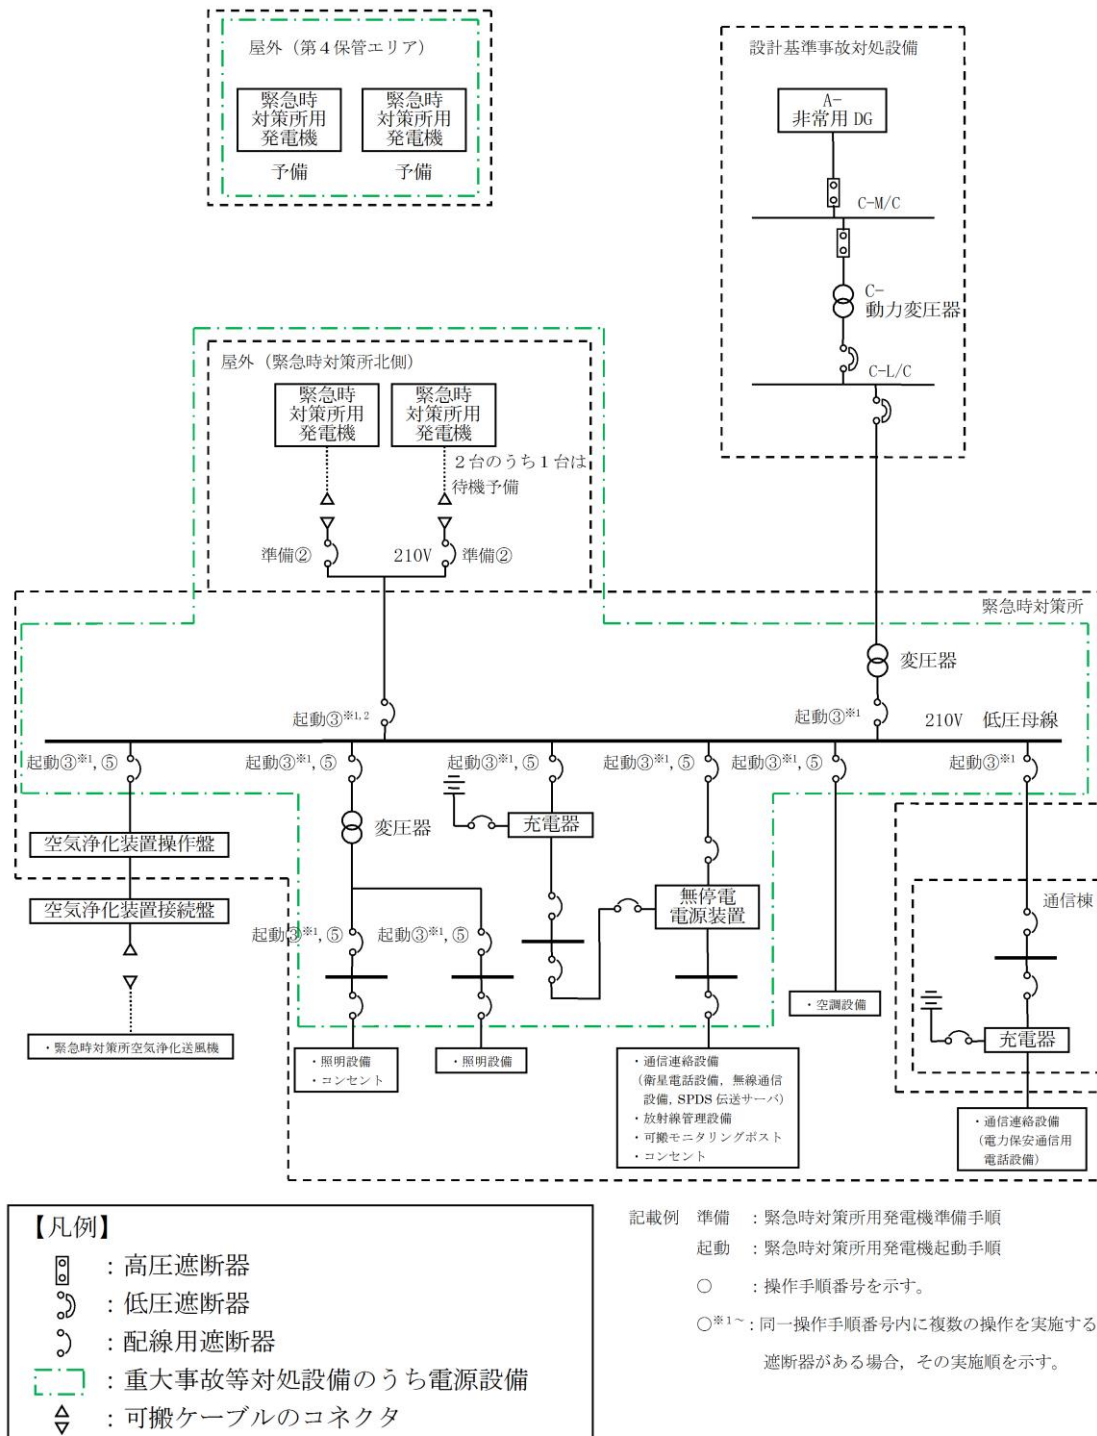 屋外（第４保管エリア）
緊急時
対策所用
発電機
予備
緊急時
対策所用
発電機
予備
設計基準事故対処設備
A-
非常用 DG
C-M/C
C-
動力変圧器
C-L/C
屋外（緊急時対策所北側）
緊急時
対策所用
発電機
緊急時
対策所用
発電機
２台のうち１台は
待機予備
準備②
210V
準備②
緊急時対策所
変圧器
起動③※1,2
起動③※1
210V　低圧母線
起動③※1, ⑤
起動③※1, ⑤
起動③※1, ⑤
起動③※1, ⑤
起動③※1, ⑤
起動③※1
空気浄化装置操作盤
変圧器
充電器
空気浄化装置接続盤
無停電
電源装置
通信棟
起動③※1, ⑤
起動③※1, ⑤
・空調設備
充電器
・緊急時対策所空気浄化送風機
・照明設備
・コンセント
・照明設備
・通信連絡設備
（衛星電話設備，無線通信
設備, SPDS 伝送サーバ）
・放射線管理設備
・可搬モニタリングポスト
・コンセント
・通信連絡設備
（電力保安通信用
電話設備）
【凡例】
：高圧遮断器
：低圧遮断器
：配線用遮断器
：重大事故等対処設備のうち電源設備
：可搬ケーブルのコネクタ
記載例　準備　：緊急時対策所用発電機準備手順
起動　：緊急時対策所用発電機起動手順
○　：操作手順番号を示す。
○※1～：同一操作手順番号内に複数の操作を実施する
遮断器がある場合，その実施順を示す。